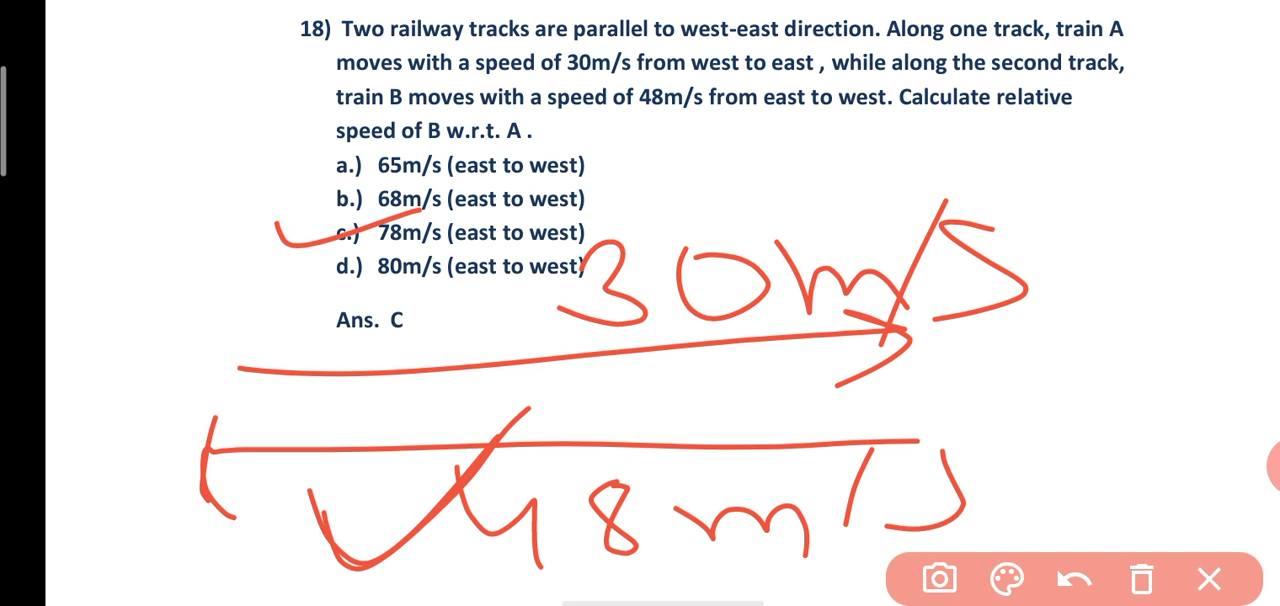 18) Two railway tracks are parallel to west-east direction. Along one track, train A
moves with a speed of 30m/s from west to east , while along the second track,
train B moves with a speed of 48m/s from east to west. Calculate relative
speed of B w.r.t. A .
a.) 65m/s (east to west)
b.) 68m/s (east to west)
c.) 78m/s (east to west)
d.) 80m/s (east to west)
30m/s
Ans. C
48m/s